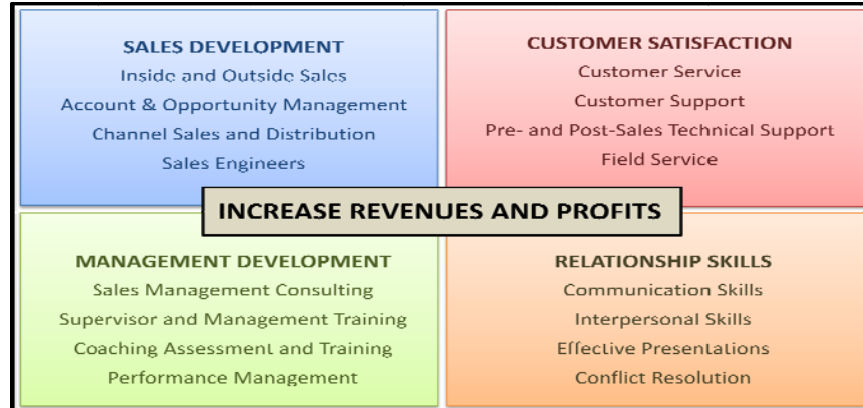 SALES DEVELOPMENT
Inside and Outside Sales
Account & Opportunity Management
Channel Sales and Distribution
Sales Engineers
CUSTOMER SATISFACTION
Customer Service
Customer Support
Pre- and Post-Sales Technical Support
Field Service
INCREASE REVENUES AND PROFITS
MANAGEMENT DEVELOPMENT
Sales Management Consulting
Supervisor and Management Training
Coaching Assessment and Training
Performance Management
RELATIONSHIP SKILLS
Communication Skills
Interpersonal Skills
Effective Presentations
Conflict Resolution